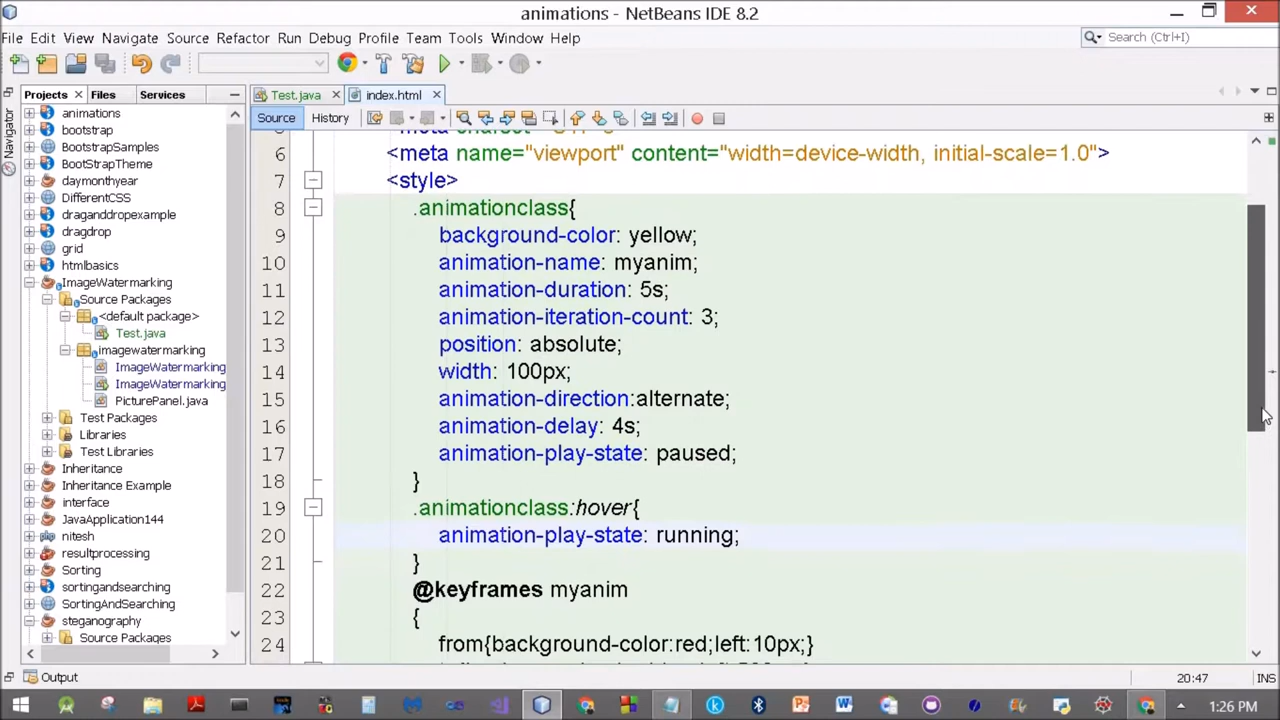 animations - NetBeans IDE 8.2
File Edit View Navigate Source Refactor Run Debug Profile Team Tools Window Help
Search (Ctrl+I)
Projects Files Services
Test.java index.html
Navigator
Source History
animations
bootstrap
BootstrapSamples
BootStrapTheme
daymonthyear
DifferentCSS
draganddropexample
dragdrop
grid
htmlbasics
ImageWatermarking
Source Packages
<default package>
Test.java
imagewatermarking
ImageWatermarking
ImageWatermarking
PicturePanel.java
Test Packages
Libraries
Test Libraries
Inheritance
Inheritance Example
interface
JavaApplication144
nitesh
resultprocessing
Sorting
sortingandsearching
SortingAndSearching
steganography
Source Packages
6 <meta name="viewport" content="width=device-width, initial-scale=1.0">
7 <style>
8 .animationclass{
9 background-color: yellow;
10 animation-name: myanim;
11 animation-duration: 5s;
12 animation-iteration-count: 3;
13 position: absolute;
14 width: 100px;
15 animation-direction:alternate;
16 animation-delay: 4s;
17 animation-play-state: paused;
18 }
19 .animationclass:hover{
20 animation-play-state: running;
21 }
22 @keyframes myanim
23 {
24 from{background-color:red;left:10px;}
Output
20:47 INS
1:26 PM